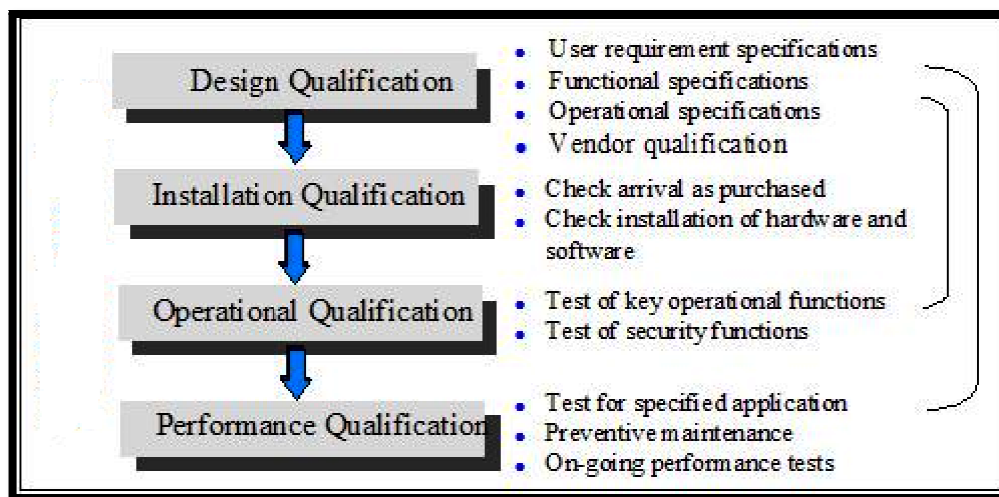 Design Qualification
• User requirement specifications
• Functional specifications
• Operational specifications
• Vendor qualification
Installation Qualification
• Check arrival as purchased
• Check installation of hardware and
software
Operational Qualification
• Test of key operational functions
• Test of security functions
Performance Qualification
• Test for specified application
• Preventive maintenance
• On-going performance tests